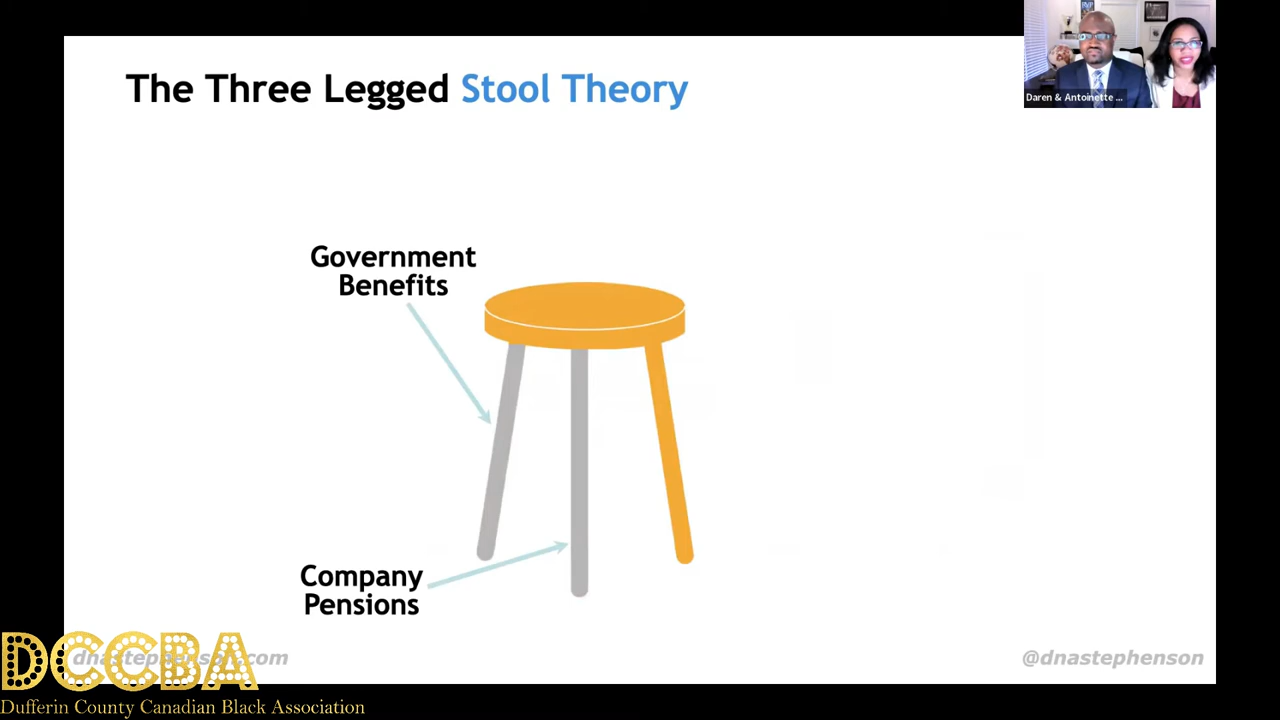 The Three Legged Stool Theory
Daren & Antoinette ...
Government
Benefits
Company
Pensions
dnastephenson.com
@dnastephenson
DCCBA
Dufferin County Canadian Black Association